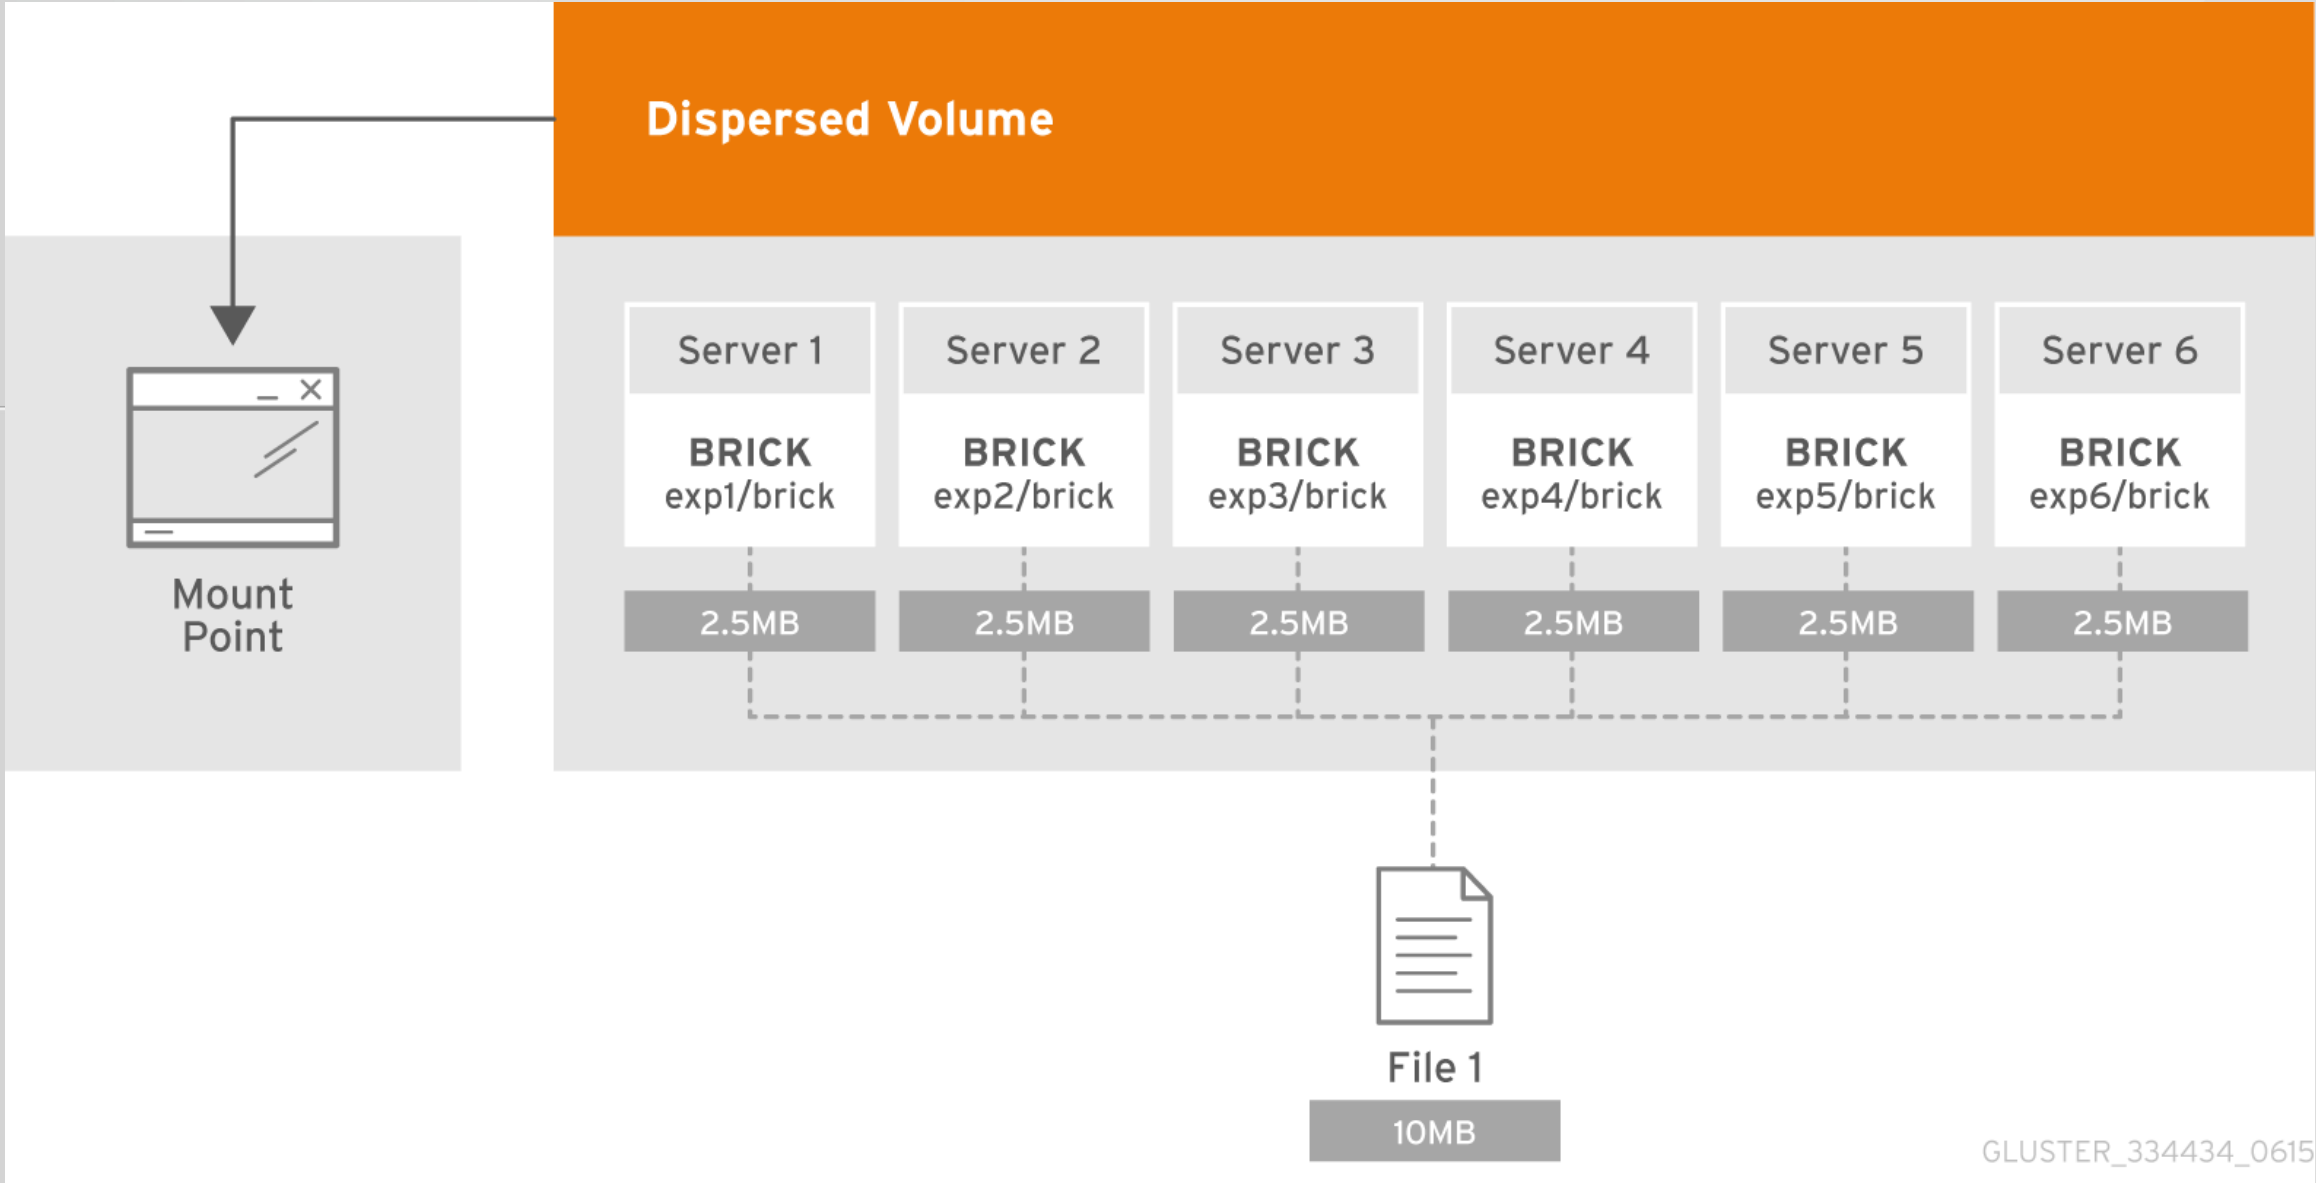 Dispersed Volume
Server 1
Server 2
Server 3
Server 4
Server 5
Server 6
BRICK
exp1/brick
BRICK
exp2/brick
BRICK
exp3/brick
BRICK
exp4/brick
BRICK
exp5/brick
BRICK
exp6/brick
Mount
Point
2.5MB
2.5MB
2.5MB
2.5MB
2.5MB
2.5MB
File 1
10MB
GLUSTER_334434_0615